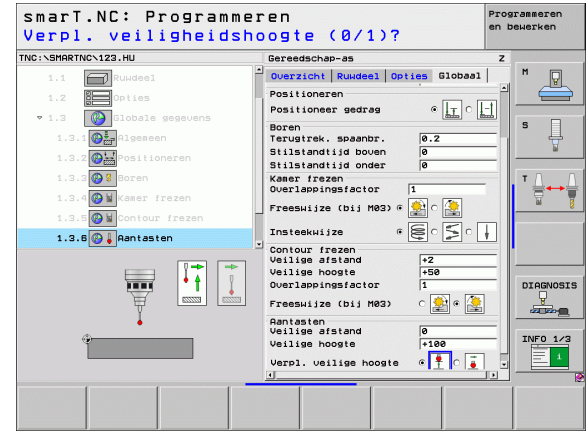 smarT.NC: Programmeren
Verpl. veiligheidshoogte (0/1)?
Programmeren
en bewerken
TNC:\SMARTNC\123.HU
1.1 Ruwdeel
1.2 Opties
1.3 Globale gegevens
1.3.1 Algemeen
1.3.2 Positioneren
1.3.3 Boren
1.3.4 Kamer frezen
1.3.5 Contour frezen
1.3.6 Aantasten
Gereedschap-as Z
Overzicht Ruwdeel Opties Globaal
Positioneren
Positioneer gedrag
Boren
Terugtrek. spaanbr. 0.2
Stilstandtijd boven 0
Stilstandtijd onder 0
Kamer frezen
Overlappingsfactor 1
Freeswijze (bij M03)
Insteekwijze
Contour frezen
Veilige afstand +2
Veilige hoogte +50
Overlappingsfactor 1
Freeswijze (bij M03)
Aantasten
Veilige afstand 0
Veilige hoogte +100
Verpl. veilige hoogte
M
S
T
DIAGNOSIS
INFO 1/3